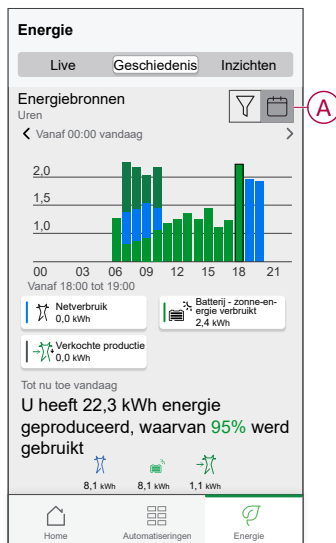 Energie
Live Geschiedenis Inzichten
Energiebronnen
Uren
A
Vanaf 00:00 vandaag
2,0
1,5
1,0
00 03 06 09 12 15 18 21
Vanaf 18:00 tot 19:00
Netverbruik
0,0 kWh
Batterij - zonne-en-
ergie verbruikt
2,4 kWh
Verkochte productie
0,0 kWh
Tot nu toe vandaag
U heeft 22,3 kWh energie
geproduceerd, waarvan 95% werd
gebruikt
8,1 kWh 8,1 kWh 1,1 kWh
Home Automatiseringen Energie